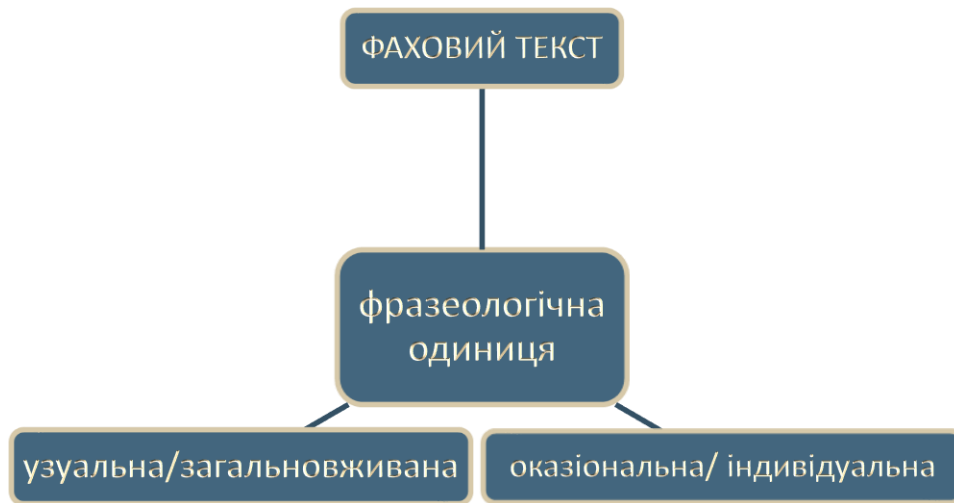 ФАХОВИЙ ТЕКСТ
фразеологічна
одиниця
узуальна/загальновживана
оказіональна/ індивідуальна